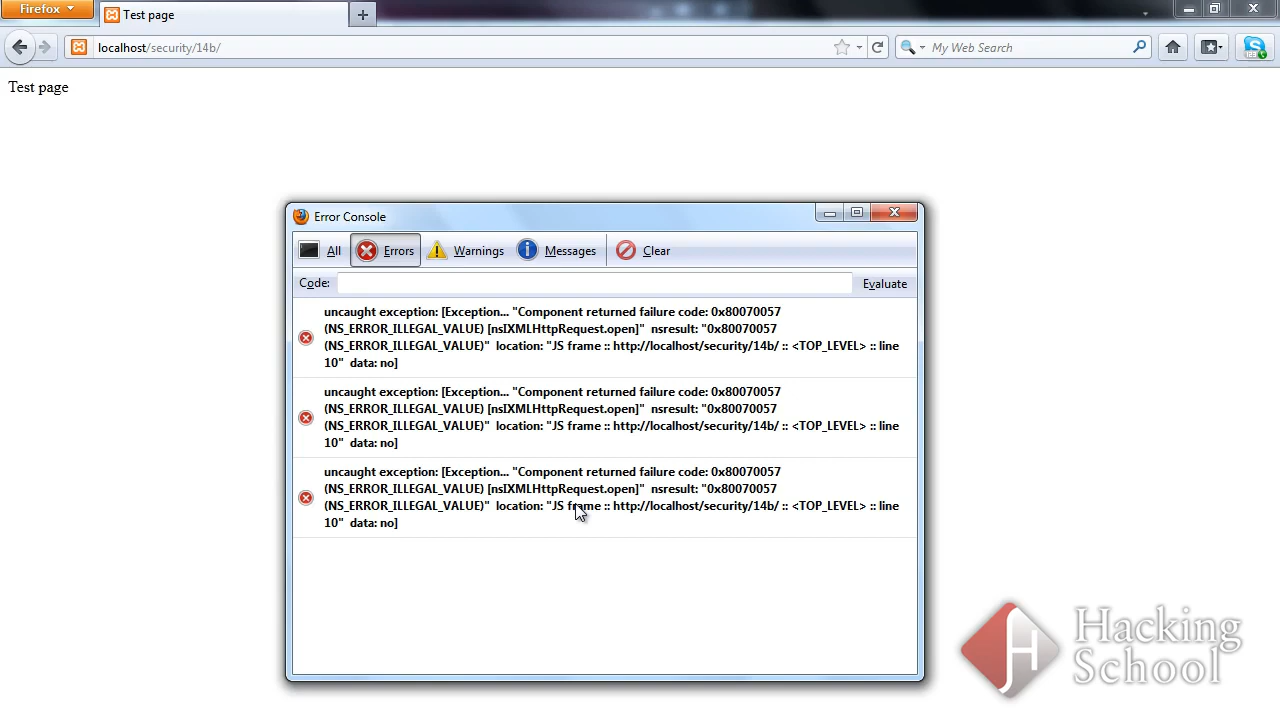 Firefox
Test page
localhost/security/14b/
My Web Search
Test page
Error Console
All
Errors
Warnings
Messages
Clear
Code:
Evaluate
uncaught exception: [Exception... "Component returned failure code: 0x80070057
(NS_ERROR_ILLEGAL_VALUE) [nsIXMLHttpRequest.open]"  nsresult: "0x80070057
(NS_ERROR_ILLEGAL_VALUE)"  location: "JS frame :: http://localhost/security/14b/ :: <TOP_LEVEL> :: line
10"  data: no]
uncaught exception: [Exception... "Component returned failure code: 0x80070057
(NS_ERROR_ILLEGAL_VALUE) [nsIXMLHttpRequest.open]"  nsresult: "0x80070057
(NS_ERROR_ILLEGAL_VALUE)"  location: "JS frame :: http://localhost/security/14b/ :: <TOP_LEVEL> :: line
10"  data: no]
uncaught exception: [Exception... "Component returned failure code: 0x80070057
(NS_ERROR_ILLEGAL_VALUE) [nsIXMLHttpRequest.open]"  nsresult: "0x80070057
(NS_ERROR_ILLEGAL_VALUE)"  location: "JS frame :: http://localhost/security/14b/ :: <TOP_LEVEL> :: line
10"  data: no]
Hacking
School